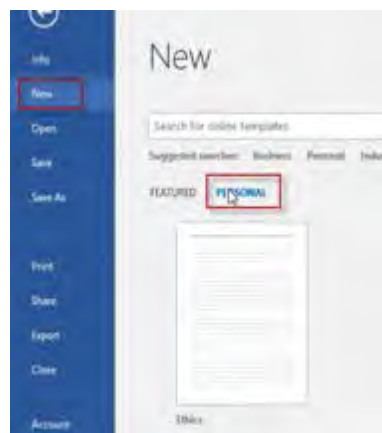 Info
New
Open
Save
Save As
Print
Share
Export
Close
Account
New
Search for online templates
Suggested searches: Business Personal Indus
FEATURED PERSONAL
Ethics